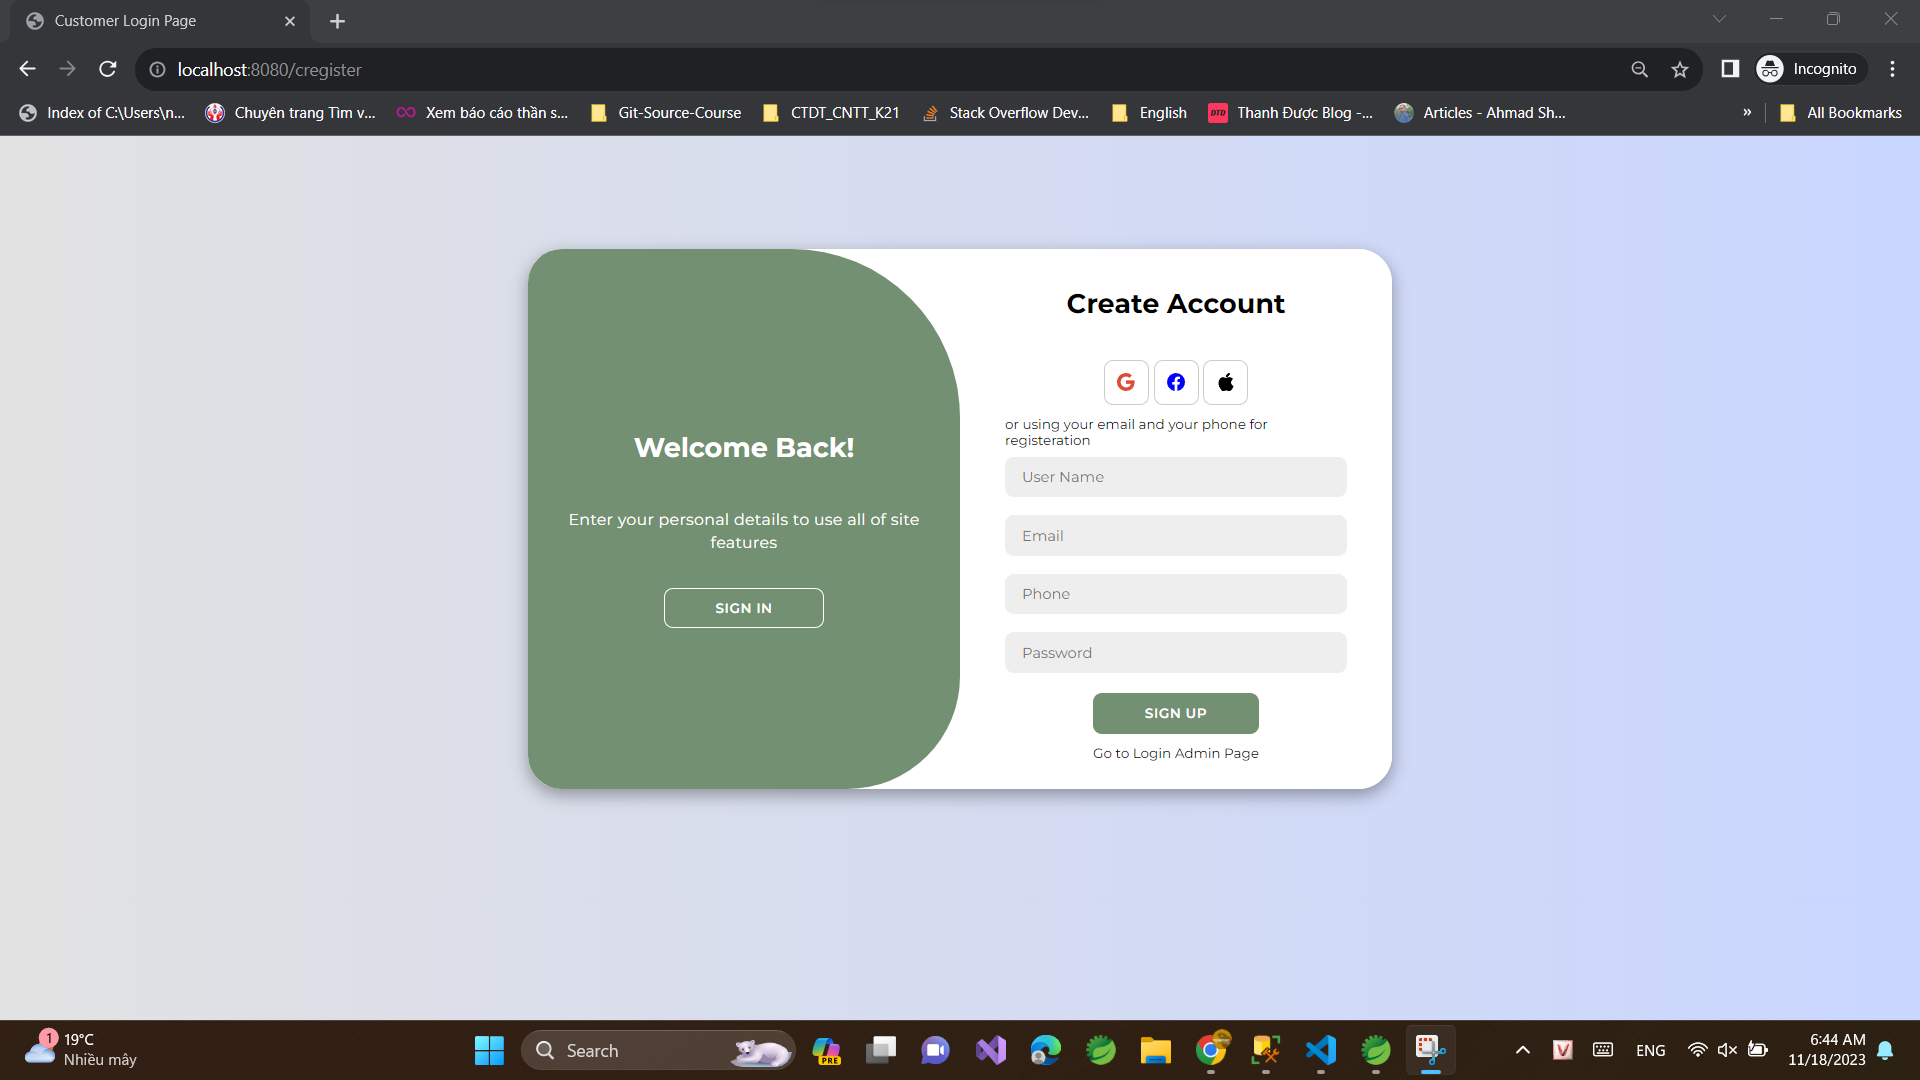 Customer Login Page
localhost:8080/cregister
Incognito
Index of C:\Users\n...
Chuyên trang Tìm v...
Xem báo cáo thần s...
Git-Source-Course
CTDT_CNTT_K21
Stack Overflow Dev...
English
DTD
Thanh Được Blog -...
Articles - Ahmad Sh...
»
All Bookmarks
Welcome Back!
Enter your personal details to use all of site
features
SIGN IN
Create Account
or using your email and your phone for
registeration
User Name
Email
Phone
Password
SIGN UP
Go to Login Admin Page
1
19°C
Nhiều mây
Search
PRE
V
ENG
6:44 AM
11/18/2023